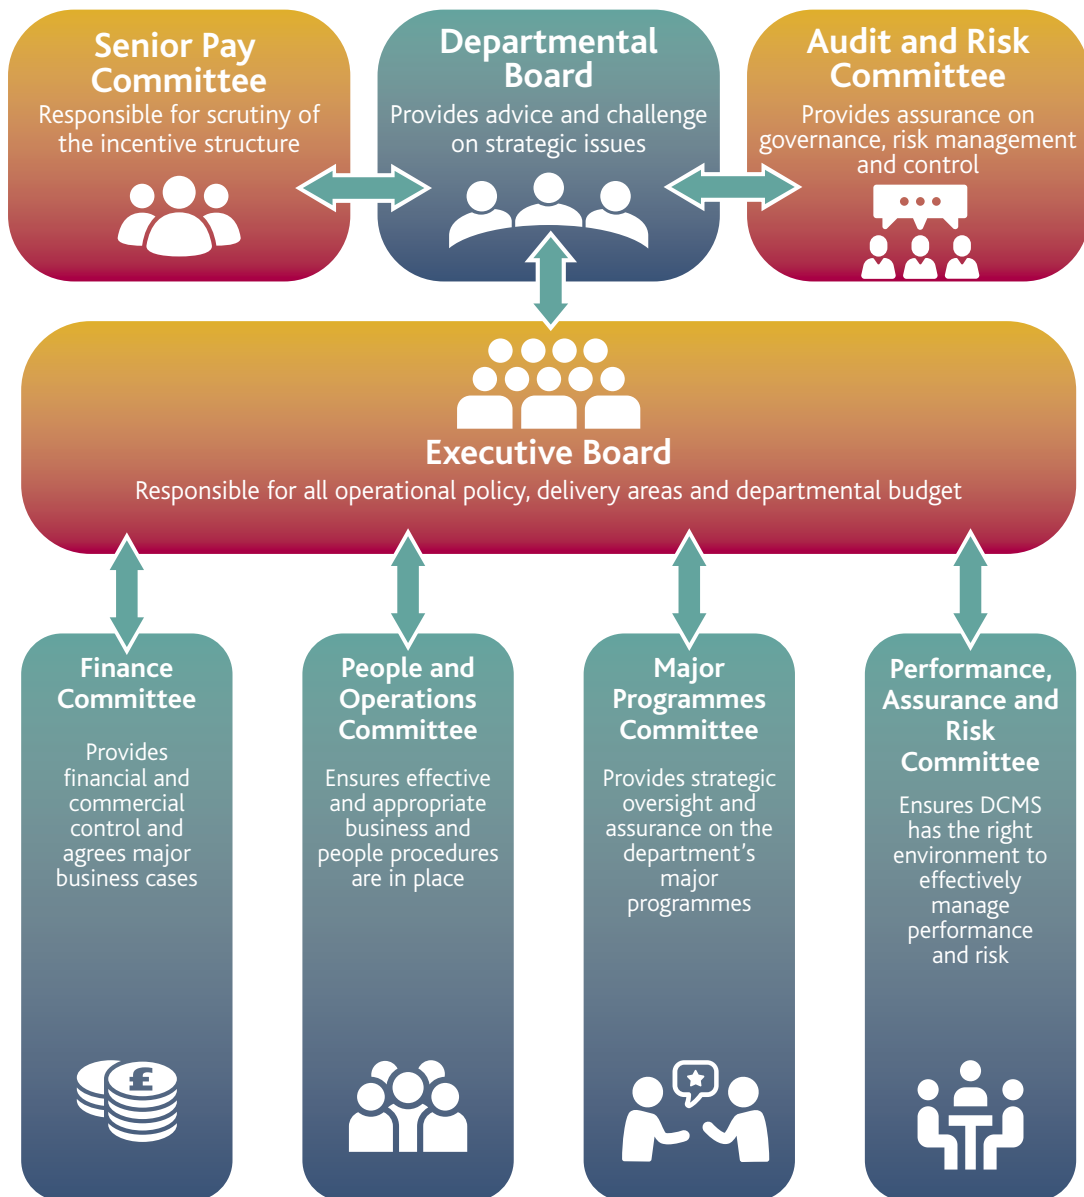 Senior Pay
Committee
Responsible for scrutiny of
the incentive structure
Departmental
Board
Provides advice and challenge
on strategic issues
Audit and Risk
Committee
Provides assurance on
governance, risk management
and control
Executive Board
Responsible for all operational policy, delivery areas and departmental budget
Finance
Committee
Provides
financial and
commercial
control and
agrees major
business cases
£
People and
Operations
Committee
Ensures effective
and appropriate
business and
people procedures
are in place
Major
Programmes
Committee
Provides strategic
oversight and
assurance on the
department's
major
programmes
Performance,
Assurance and
Risk
Committee
Ensures DCMS
has the right
environment to
effectively
manage
performance
and risk